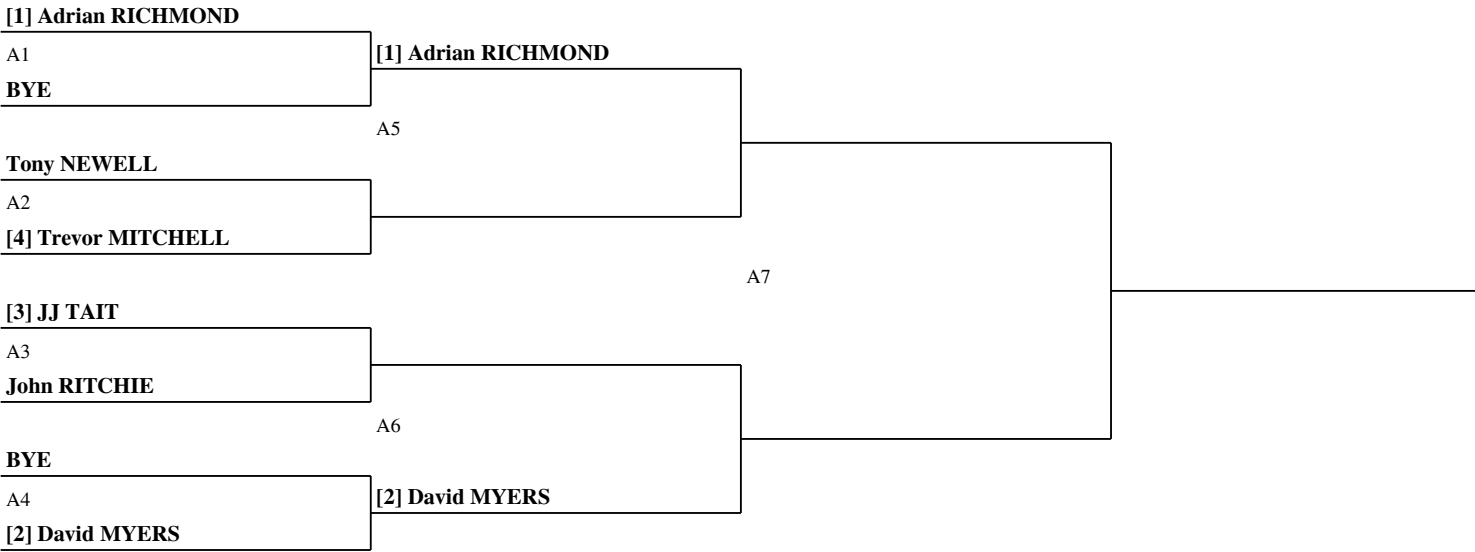 [1] Adrian RICHMOND
A1
[1] Adrian RICHMOND
BYE
A5
Tony NEWELL
A2
[4] Trevor MITCHELL
A7
[3] JJ TAIT
A3
John RITCHIE
A6
BYE
A4
[2] David MYERS
[2] David MYERS